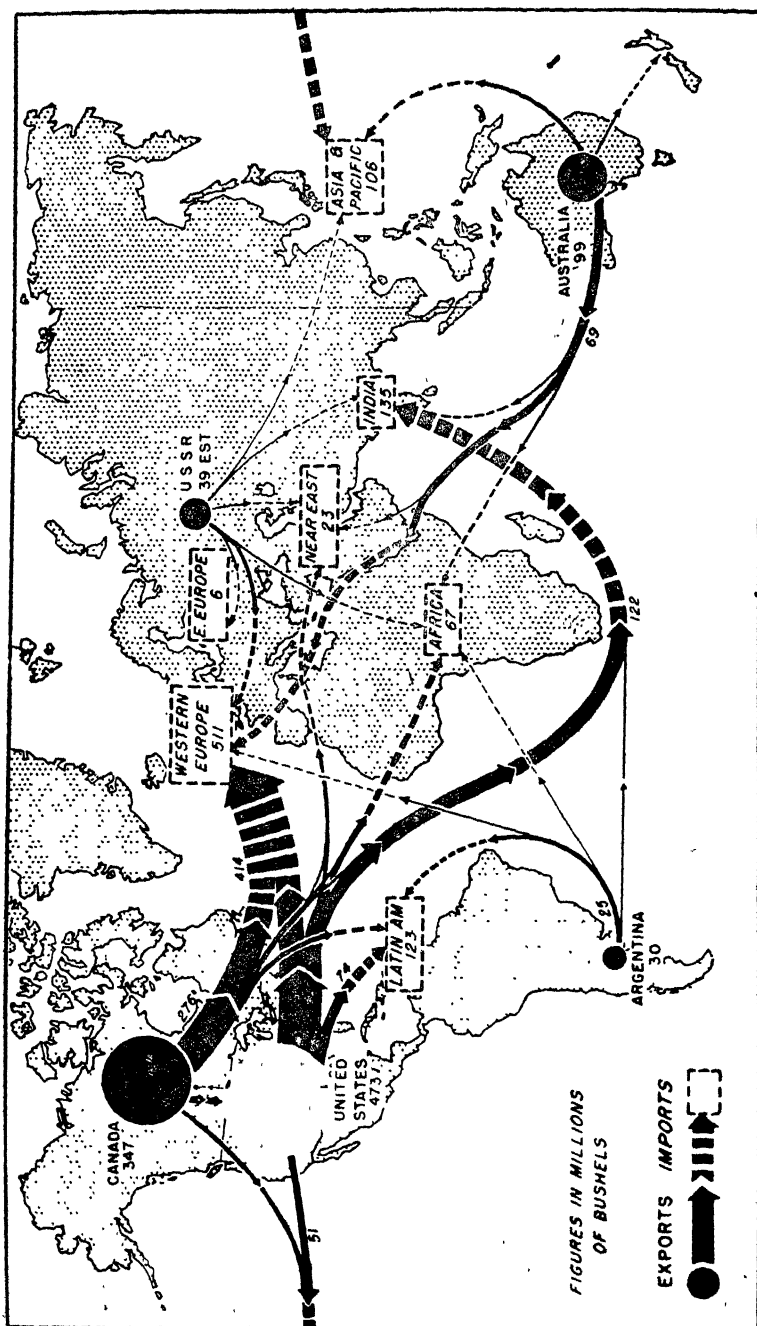 CANADA
347
276
414
UNITED
STATES
473
74
51
LATIN AM
123
25
ARGENTINA
30
WESTERN
EUROPE
511
E. EUROPE
6
U S S R
39 EST
NEAR EAST
23
AFRICA
67
INDIA
135
122
ASIA &
PACIFIC
106
AUSTRALIA
99
69
FIGURES IN MILLIONS
OF BUSHELS
EXPORTS IMPORTS